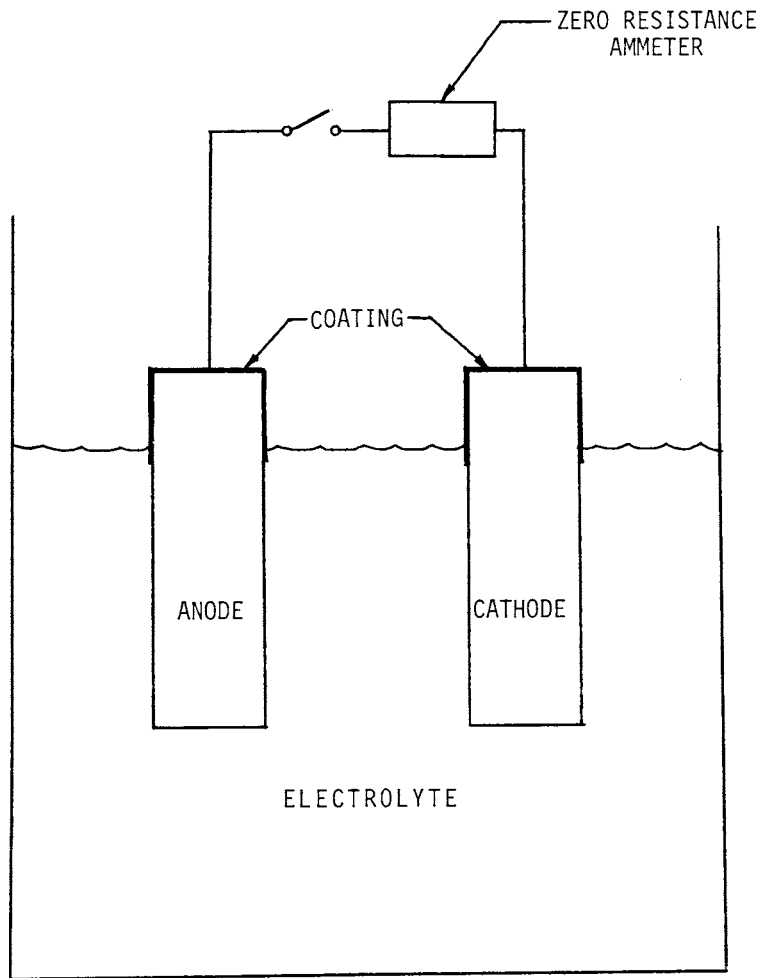 ZERO RESISTANCE
AMMETER
COATING
ANODE
CATHODE
ELECTROLYTE